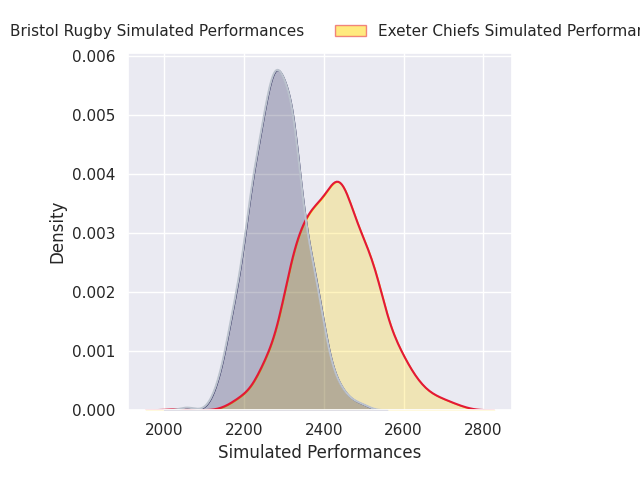 Bristol Rugby Simulated Performances
Exeter Chiefs Simulated Performan
0.006
0.005
0.004
0.003
0.002
0.001
0.000
Density
2000 2200 2400 2600 2800
Simulated Performances